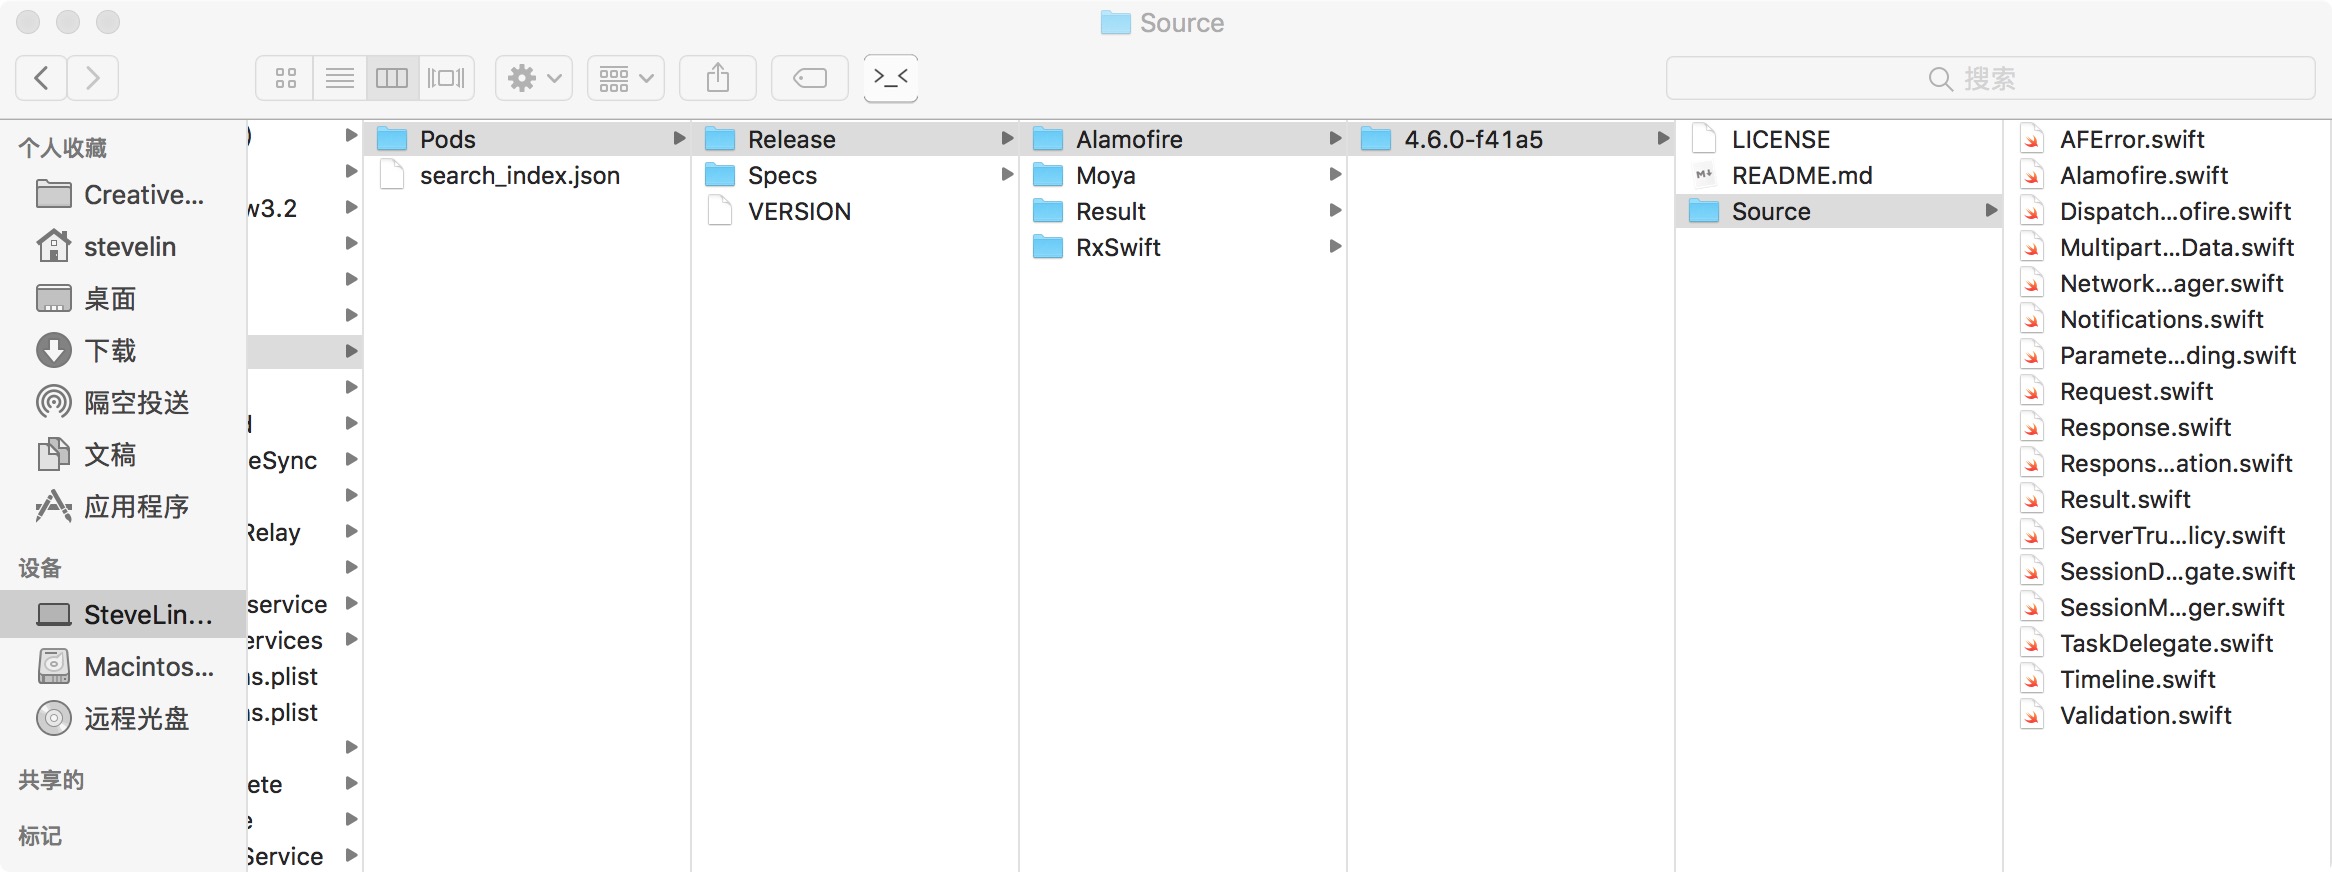 Source
>_<
搜索
个人收藏
Creative...
stevelin
桌面
下载
隔空投送
文稿
应用程序
设备
SteveLin...
Macintos...
远程光盘
共享的
标记
)
w3.2
eSync
Relay
service
ervices
s.plist
s.plist
ete
Service
Pods
search_index.json
Release
Specs
VERSION
Alamofire
Moya
Result
RxSwift
4.6.0-f41a5
LICENSE
README.md
Source
AFError.swift
Alamofire.swift
Dispatch...ofire.swift
Multipart...Data.swift
Network...ager.swift
Notifications.swift
Paramete...ding.swift
Request.swift
Response.swift
Respons...ation.swift
Result.swift
ServerTru...licy.swift
SessionD...gate.swift
SessionM...ger.swift
TaskDelegate.swift
Timeline.swift
Validation.swift